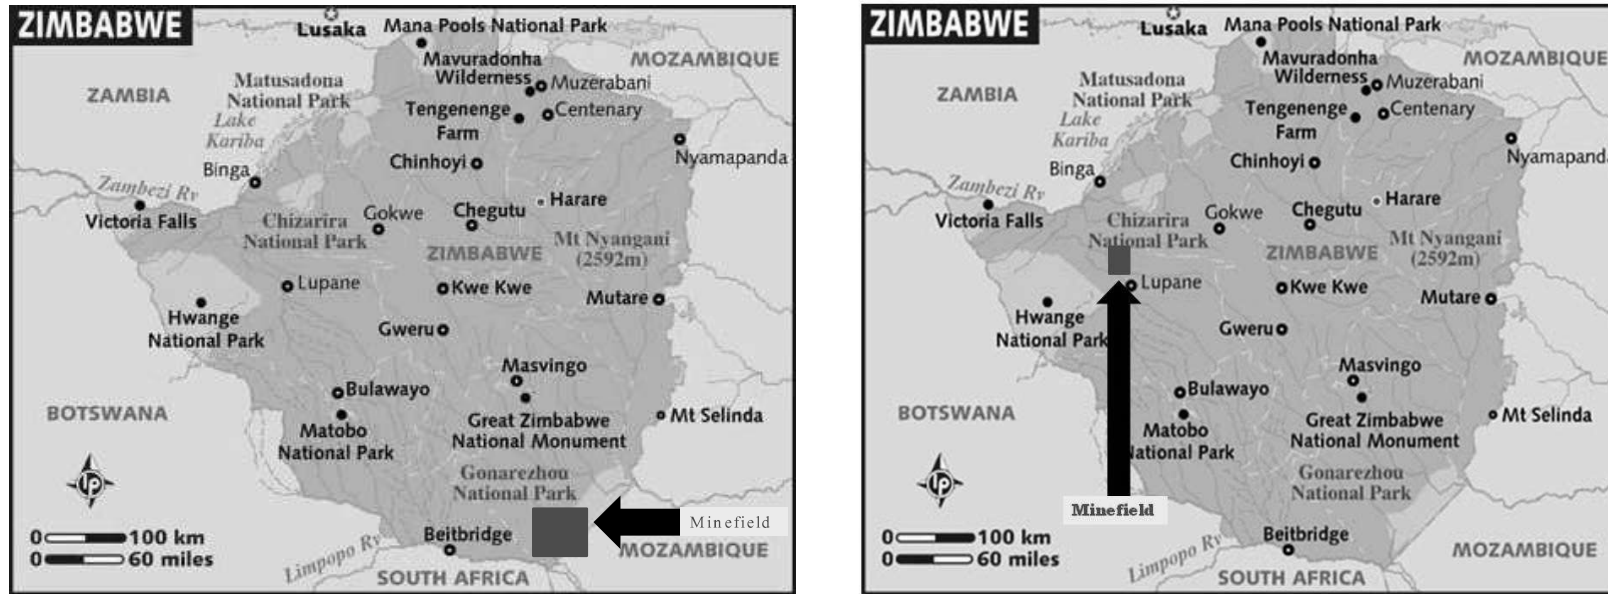 ZIMBABWE
Lusaka
Mana Pools National Park
Mavuradonha
Wilderness
MOZAMBIQUE
Matusadona
National Park
Muzerabani
ZAMBIA
Tengenenge
Farm
Centenary
Lake
Kariba
Chinhoyi
Nyamapanda
Binga
Zambezi Rv
Harare
Victoria Falls
Chizarira
National Park
Gokwe
Chegutu
ZIMBABWE
Mt Nyangani
(2592m)
Lupane
Kwe Kwe
Mutare
Hwange
National Park
Gweru
Masvingo
Bulawayo
BOTSWANA
Mt Selinda
Great Zimbabwe
National Monument
Matobo
National Park
Gonarezhou
National Park
lp
Minefield
0 100 km
0 60 miles
Beitbridge
MOZAMBIQUE
Limpopo Rv
SOUTH AFRICA
ZIMBABWE
Lusaka
Mana Pools National Park
Mavuradonha
Wilderness
MOZAMBIQUE
Matusadona
National Park
Muzerabani
ZAMBIA
Tengenenge
Farm
Centenary
Lake
Kariba
Chinhoyi
Nyamapanda
Binga
Zambezi Rv
Harare
Victoria Falls
Chizarira
National Park
Gokwe
Chegutu
ZIMBABWE
Mt Nyangani
(2592m)
Lupane
Kwe Kwe
Mutare
Hwange
National Park
Gweru
Masvingo
Bulawayo
BOTSWANA
Mt Selinda
Great Zimbabwe
National Monument
Matobo
National Park
Gonarezhou
National Park
lp
Minefield
0 100 km
0 60 miles
Beitbridge
MOZAMBIQUE
Limpopo Rv
SOUTH AFRICA